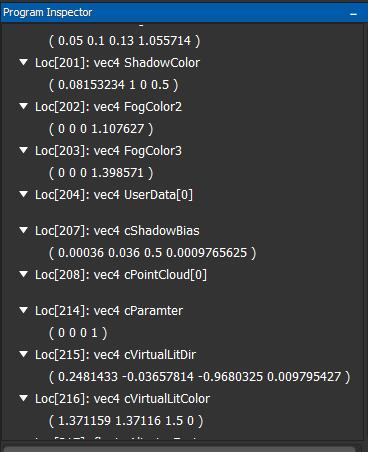 Program Inspector
( 0.05 0.1 0.13 1.055714 )
Loc[201]: vec4 ShadowColor
( 0.08153234 1 0 0.5 )
Loc[202]: vec4 FogColor2
( 0 0 0 1.107627 )
Loc[203]: vec4 FogColor3
( 0 0 0 1.398571 )
Loc[204]: vec4 UserData[0]
Loc[207]: vec4 cShadowBias
( 0.00036 0.036 0.5 0.0009765625 )
Loc[208]: vec4 cPointCloud[0]
Loc[214]: vec4 cParamter
( 0 0 0 1 )
Loc[215]: vec4 cVirtualLitDir
( 0.2481433 -0.03657814 -0.9680325 0.009795427 )
Loc[216]: vec4 cVirtualLitColor
( 1.371159 1.37116 1.5 0 )